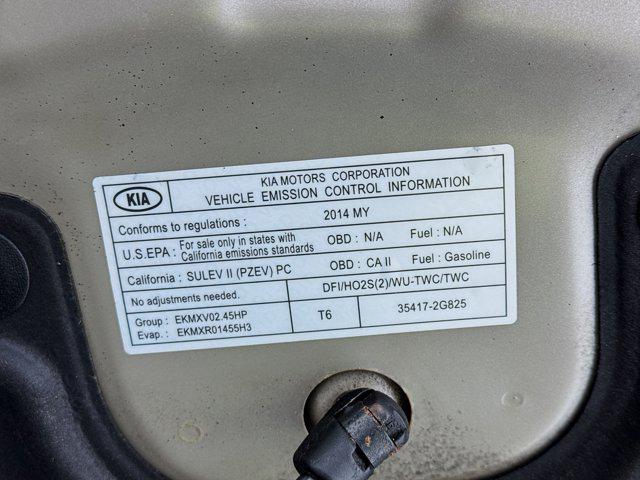 KIA
KIA MOTORS CORPORATION
VEHICLE EMISSION CONTROL INFORMATION
Conforms to regulations : 2014 MY
U.S.EPA : For sale only in states with California emissions standards OBD : N/A Fuel : N/A
California : SULEV II (PZEV) PC OBD : CA II Fuel : Gasoline
No adjustments needed. DFI/HO2S(2)/WU-TWC/TWC
Group : EKMXV02.45HP
Evap. : EKMXR01455H3
T6
35417-2G825